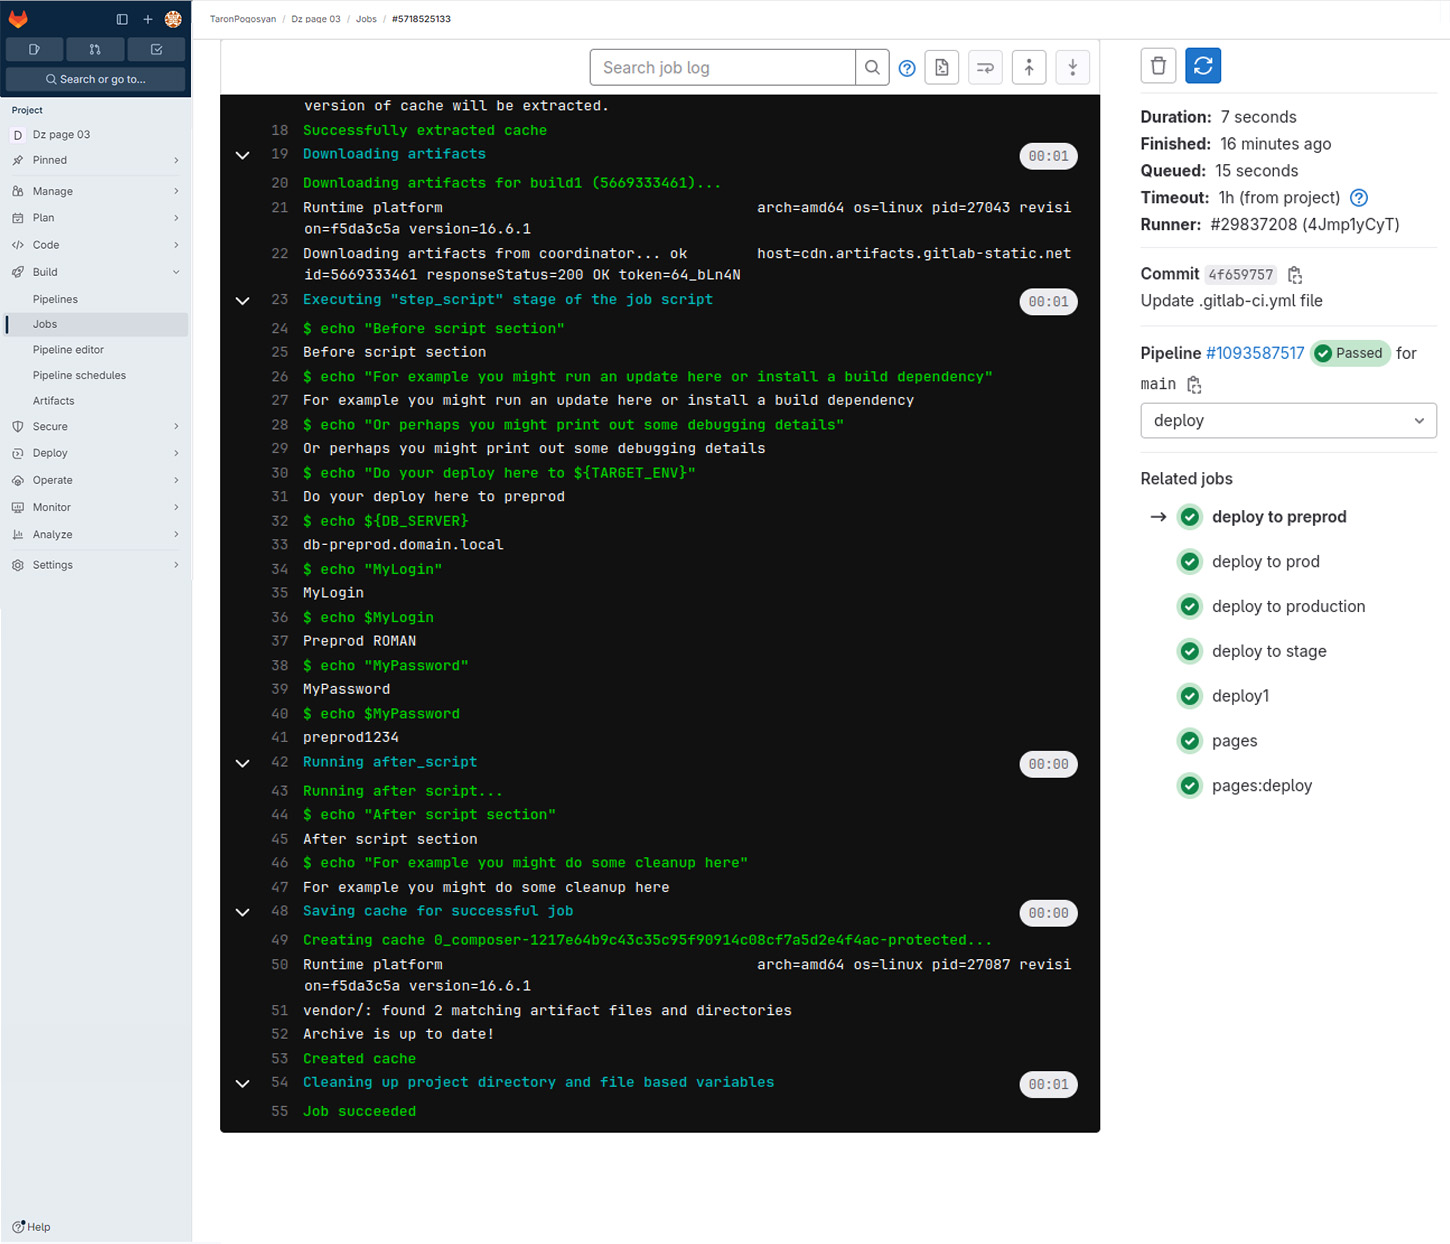 TaronPogosyan / Dz page 03 / Jobs / #5718525133
Search or go to...
Project
D Dz page 03
Pinned
Manage
Plan
Code
Build
Pipelines
Jobs
Pipeline editor
Pipeline schedules
Artifacts
Secure
Deploy
Operate
Monitor
Analyze
Settings
Help
Search job log
version of cache will be extracted.
18 Successfully extracted cache
19 Downloading artifacts 00:01
20 Downloading artifacts for build1 (5669333461)...
21 Runtime platform arch=amd64 os=linux pid=27043 revisi
on=f5da3c5a version=16.6.1
22 Downloading artifacts from coordinator... ok host=cdn.artifacts.gitlab-static.net
id=5669333461 responseStatus=200 OK token=64_bLn4N
23 Executing "step_script" stage of the job script 00:01
24 $ echo "Before script section"
25 Before script section
26 $ echo "For example you might run an update here or install a build dependency"
27 For example you might run an update here or install a build dependency
28 $ echo "Or perhaps you might print out some debugging details"
29 Or perhaps you might print out some debugging details
30 $ echo "Do your deploy here to ${TARGET_ENV}"
31 Do your deploy here to preprod
32 $ echo ${DB_SERVER}
33 db-preprod.domain.local
34 $ echo "MyLogin"
35 MyLogin
36 $ echo $MyLogin
37 Preprod ROMAN
38 $ echo "MyPassword"
39 MyPassword
40 $ echo $MyPassword
41 preprod1234
42 Running after_script 00:00
43 Running after script...
44 $ echo "After script section"
45 After script section
46 $ echo "For example you might do some cleanup here"
47 For example you might do some cleanup here
48 Saving cache for successful job 00:00
49 Creating cache 0_composer-1217e64b9c43c35c95f90914c08cf7a5d2e4f4ac-protected...
50 Runtime platform arch=amd64 os=linux pid=27087 revisi
on=f5da3c5a version=16.6.1
51 vendor/: found 2 matching artifact files and directories
52 Archive is up to date!
53 Created cache
54 Cleaning up project directory and file based variables 00:01
55 Job succeeded
Duration: 7 seconds
Finished: 16 minutes ago
Queued: 15 seconds
Timeout: 1h (from project)
Runner: #29837208 (4Jmp1yCyT)
Commit 4f659757
Update .gitlab-ci.yml file
Pipeline #1093587517 Passed for
main
deploy
Related jobs
→ deploy to preprod
deploy to prod
deploy to production
deploy to stage
deploy1
pages
pages:deploy